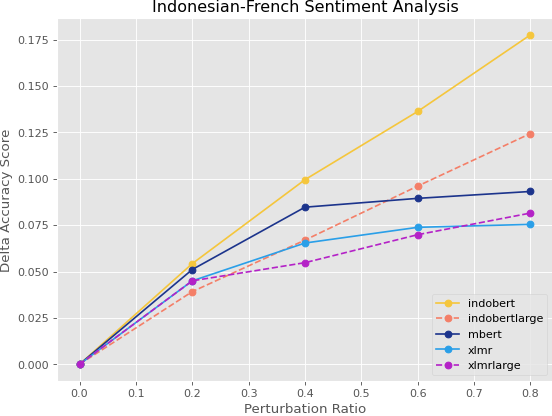 Indonesian-French Sentiment Analysis
Delta Accuracy Score
0.175
0.150
0.125
0.100
0.075
0.050
0.025
0.000
indobert
indobertlarge
mbert
xlmr
xlmrlarge
0.0 0.1 0.2 0.3 0.4 0.5 0.6 0.7 0.8
Perturbation Ratio